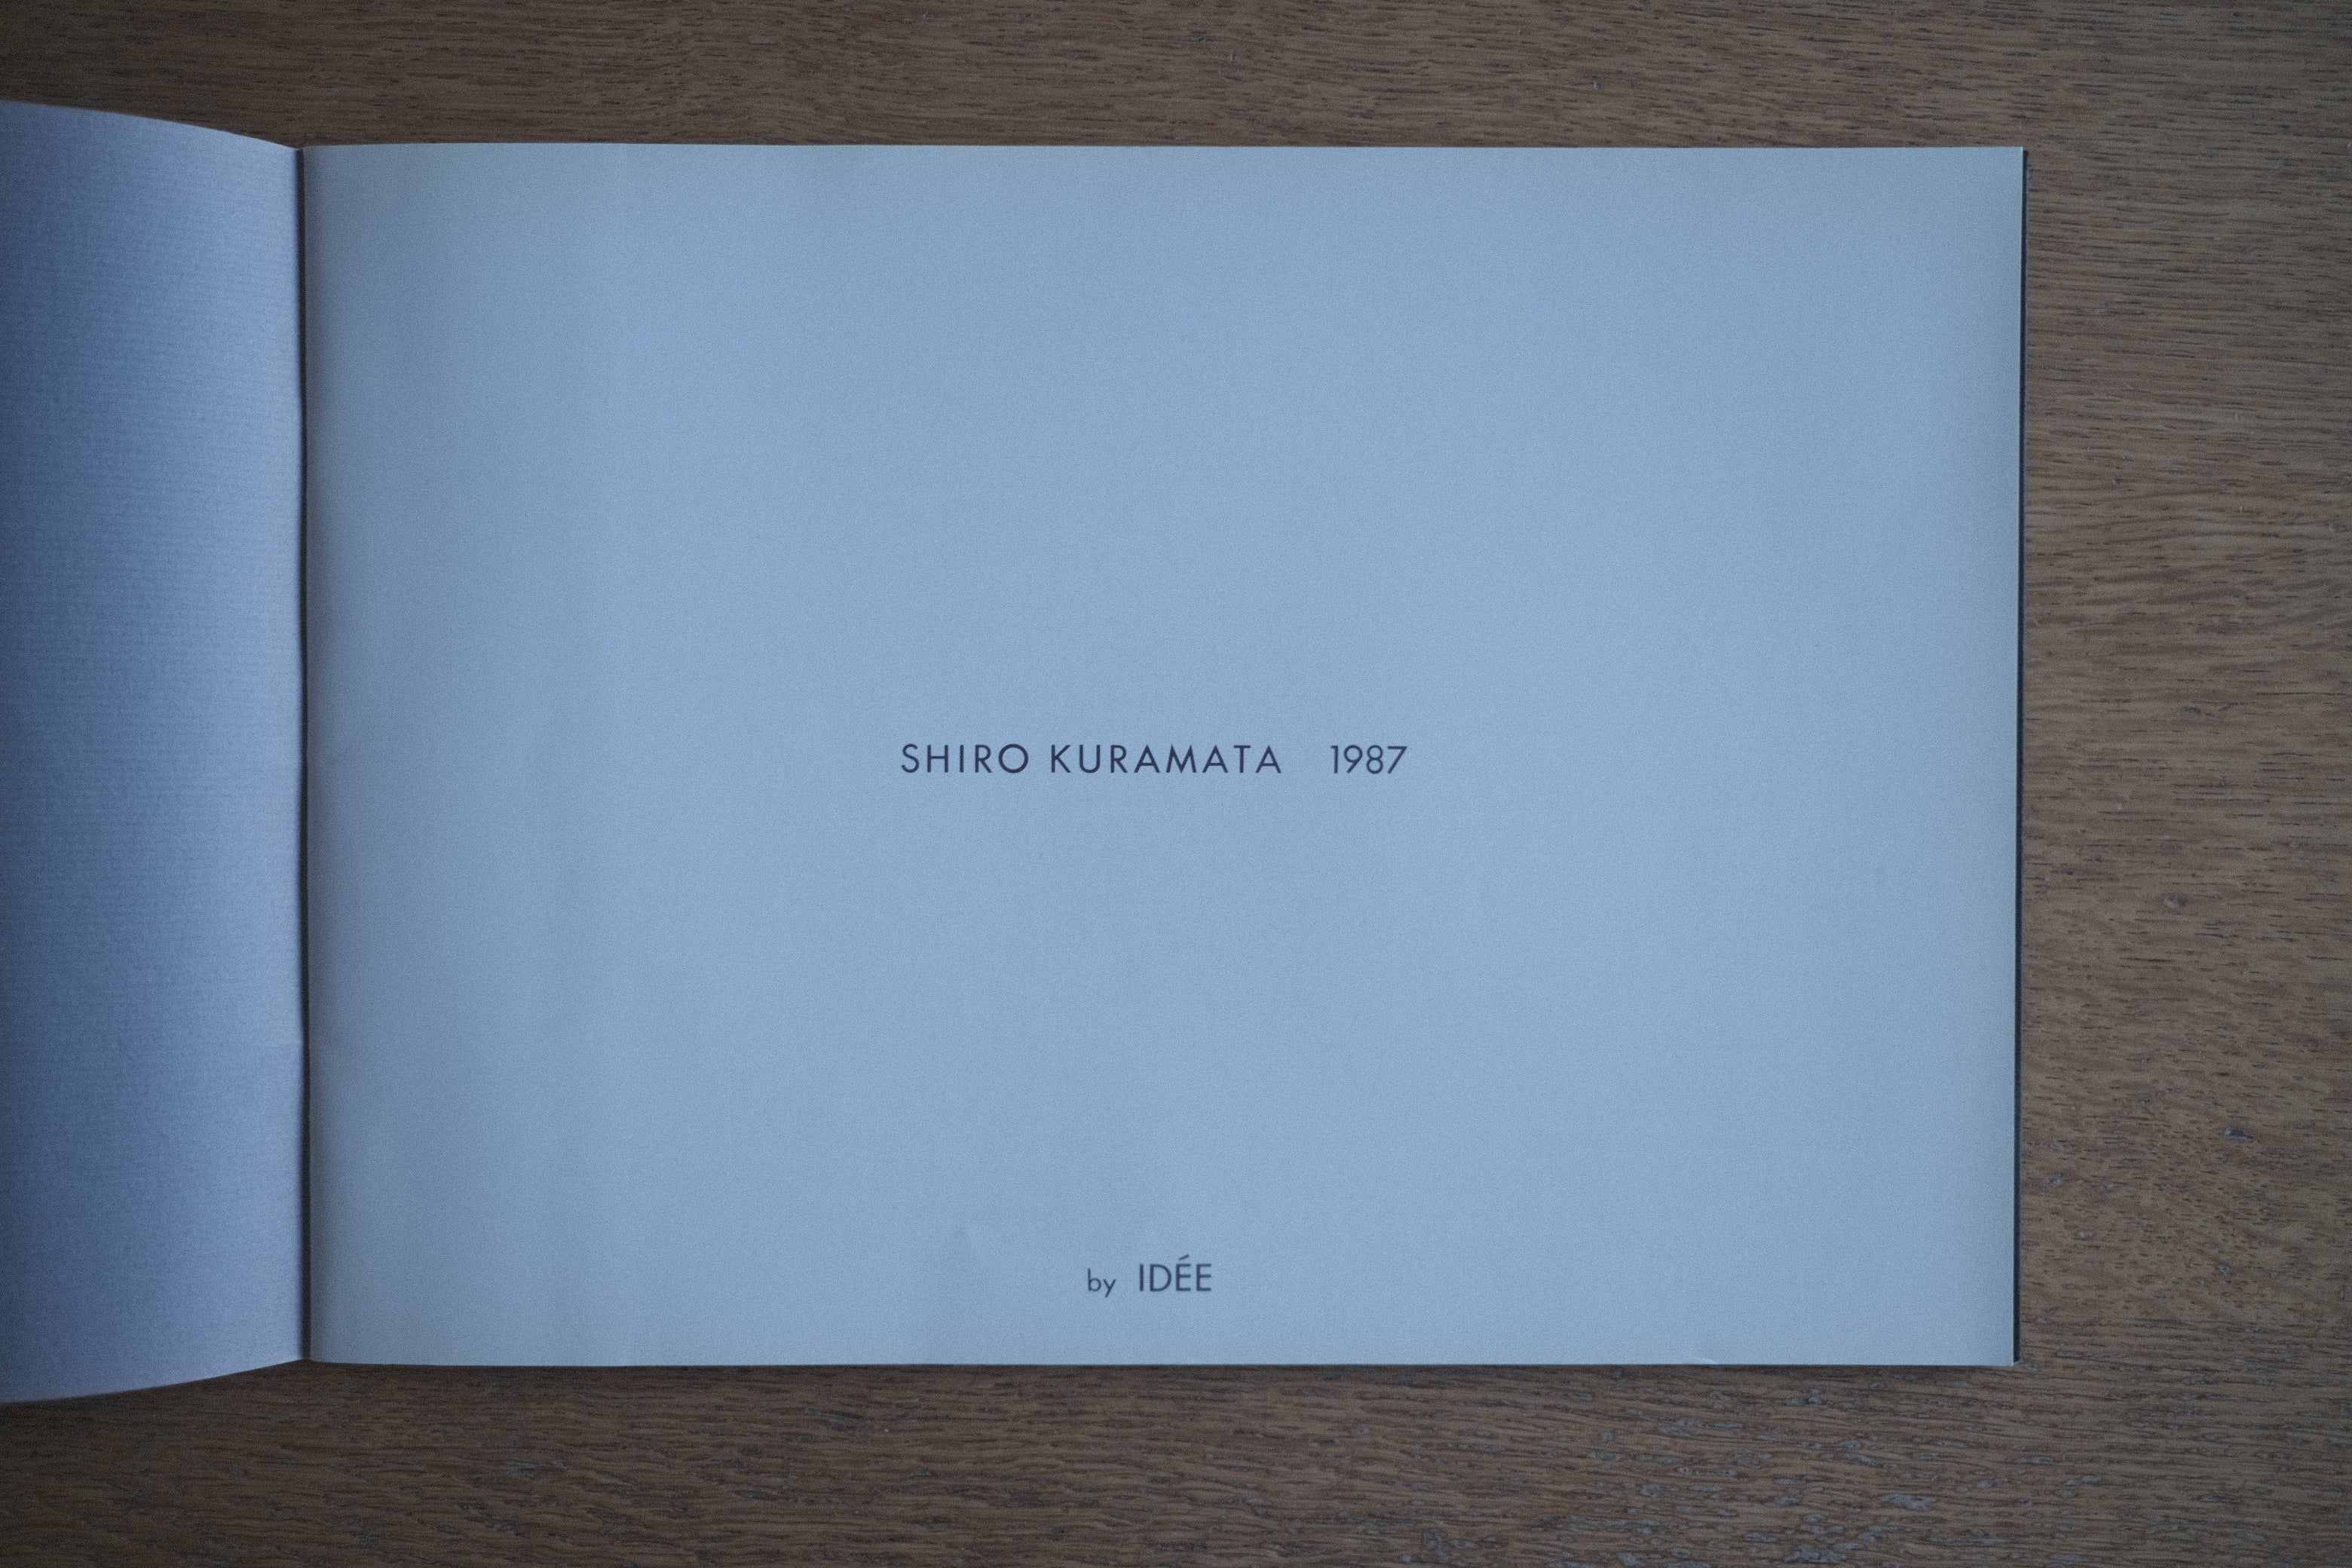 SHIRO KURAMATA 1987
by IDÉE